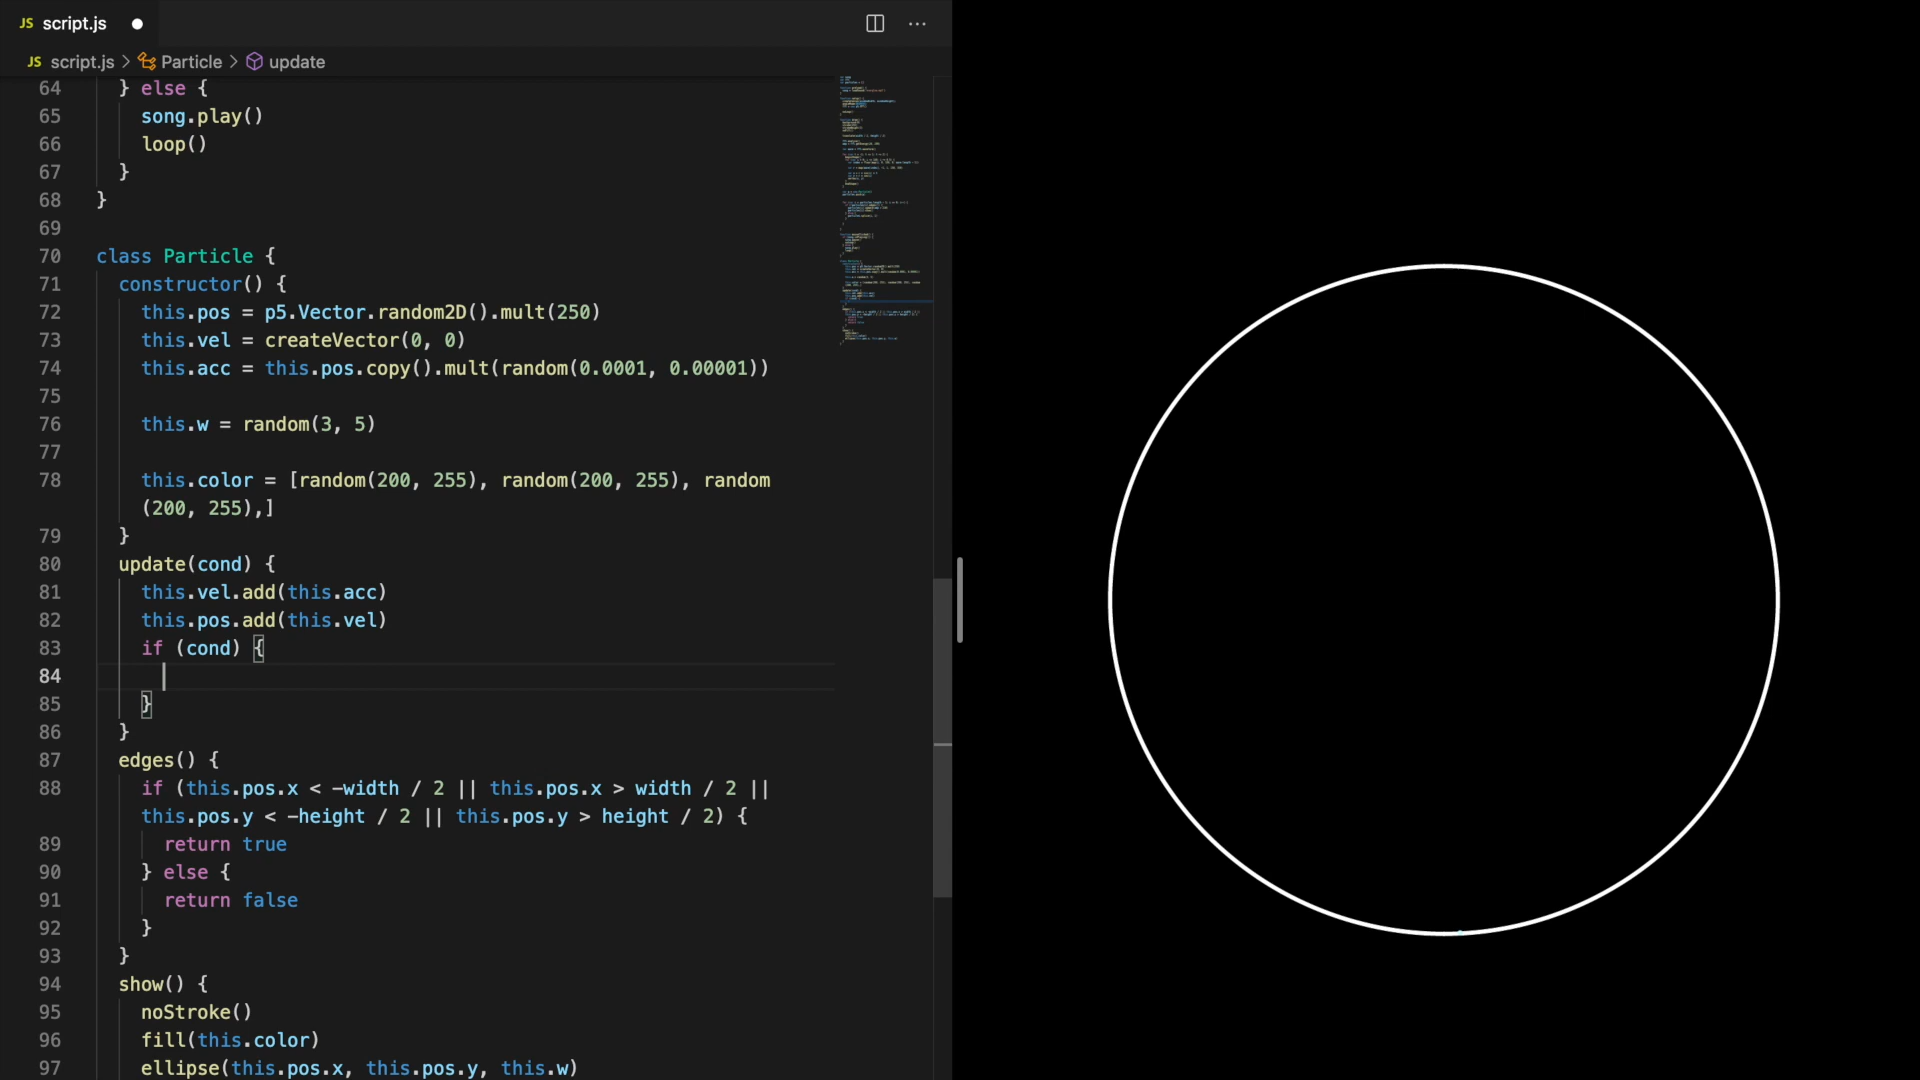 JS script.js
JS script.js > Particle > update
64 } else {
65 song.play()
66 loop()
67 }
68 }
69
70 class Particle {
71 constructor() {
72 this.pos = p5.Vector.random2D().mult(250)
73 this.vel = createVector(0, 0)
74 this.acc = this.pos.copy().mult(random(0.0001, 0.00001))
75
76 this.w = random(3, 5)
77
78 this.color = [random(200, 255), random(200, 255), random
(200, 255),]
79 }
80 update(cond) {
81 this.vel.add(this.acc)
82 this.pos.add(this.vel)
83 if (cond) {
84
85 }
86 }
87 edges() {
88 if (this.pos.x < -width / 2 || this.pos.x > width / 2 ||
this.pos.y < -height / 2 || this.pos.y > height / 2) {
89 return true
90 } else {
91 return false
92 }
93 }
94 show() {
95 noStroke()
96 fill(this.color)
97 ellipse(this.pos.x, this.pos.y, this.w)